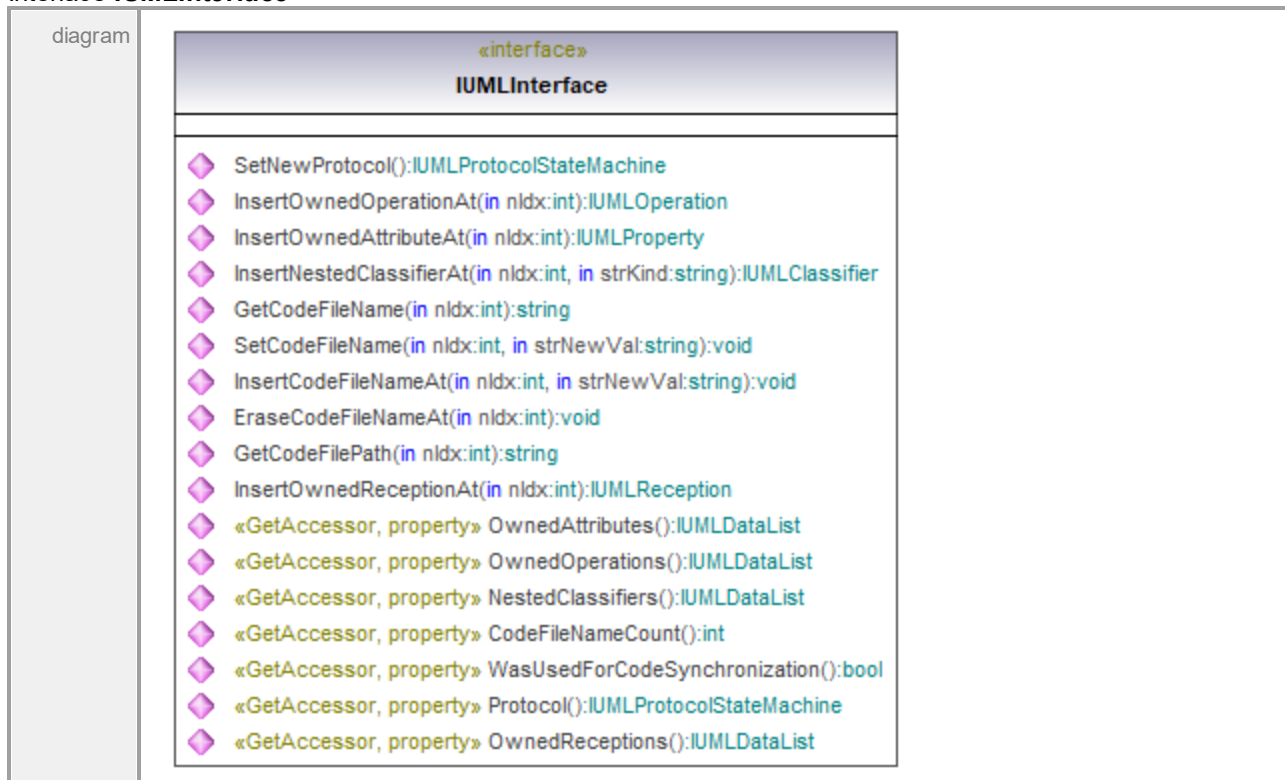 interface IUMLInterface
diagram
«interface»
IUMLInterface
SetNewProtocol():IUMLProtocolStateMachine
InsertOwnedOperationAt(in nIdx:int):IUMLOperation
InsertOwnedAttributeAt(in nIdx:int):IUMLProperty
InsertNestedClassifierAt(in nIdx:int, in strKind:string):IUMLClassifier
GetCodeFileName(in nIdx:int):string
SetCodeFileName(in nIdx:int, in strNewVal:string):void
InsertCodeFileNameAt(in nIdx:int, in strNewVal:string):void
EraseCodeFileNameAt(in nIdx:int):void
GetCodeFilePath(in nIdx:int):string
InsertOwnedReceptionAt(in nIdx:int):IUMLReception
«GetAccessor, property» OwnedAttributes():IUMLDataList
«GetAccessor, property» OwnedOperations():IUMLDataList
«GetAccessor, property» NestedClassifiers():IUMLDataList
«GetAccessor, property» CodeFileNameCount():int
«GetAccessor, property» WasUsedForCodeSynchronization():bool
«GetAccessor, property» Protocol():IUMLProtocolStateMachine
«GetAccessor, property» OwnedReceptions():IUMLDataList